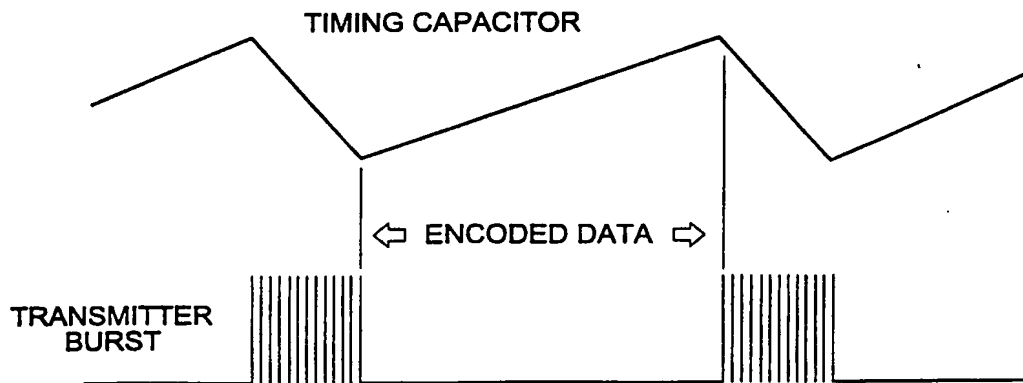 TIMING CAPACITOR
ENCODED DATA
TRANSMITTER
BURST